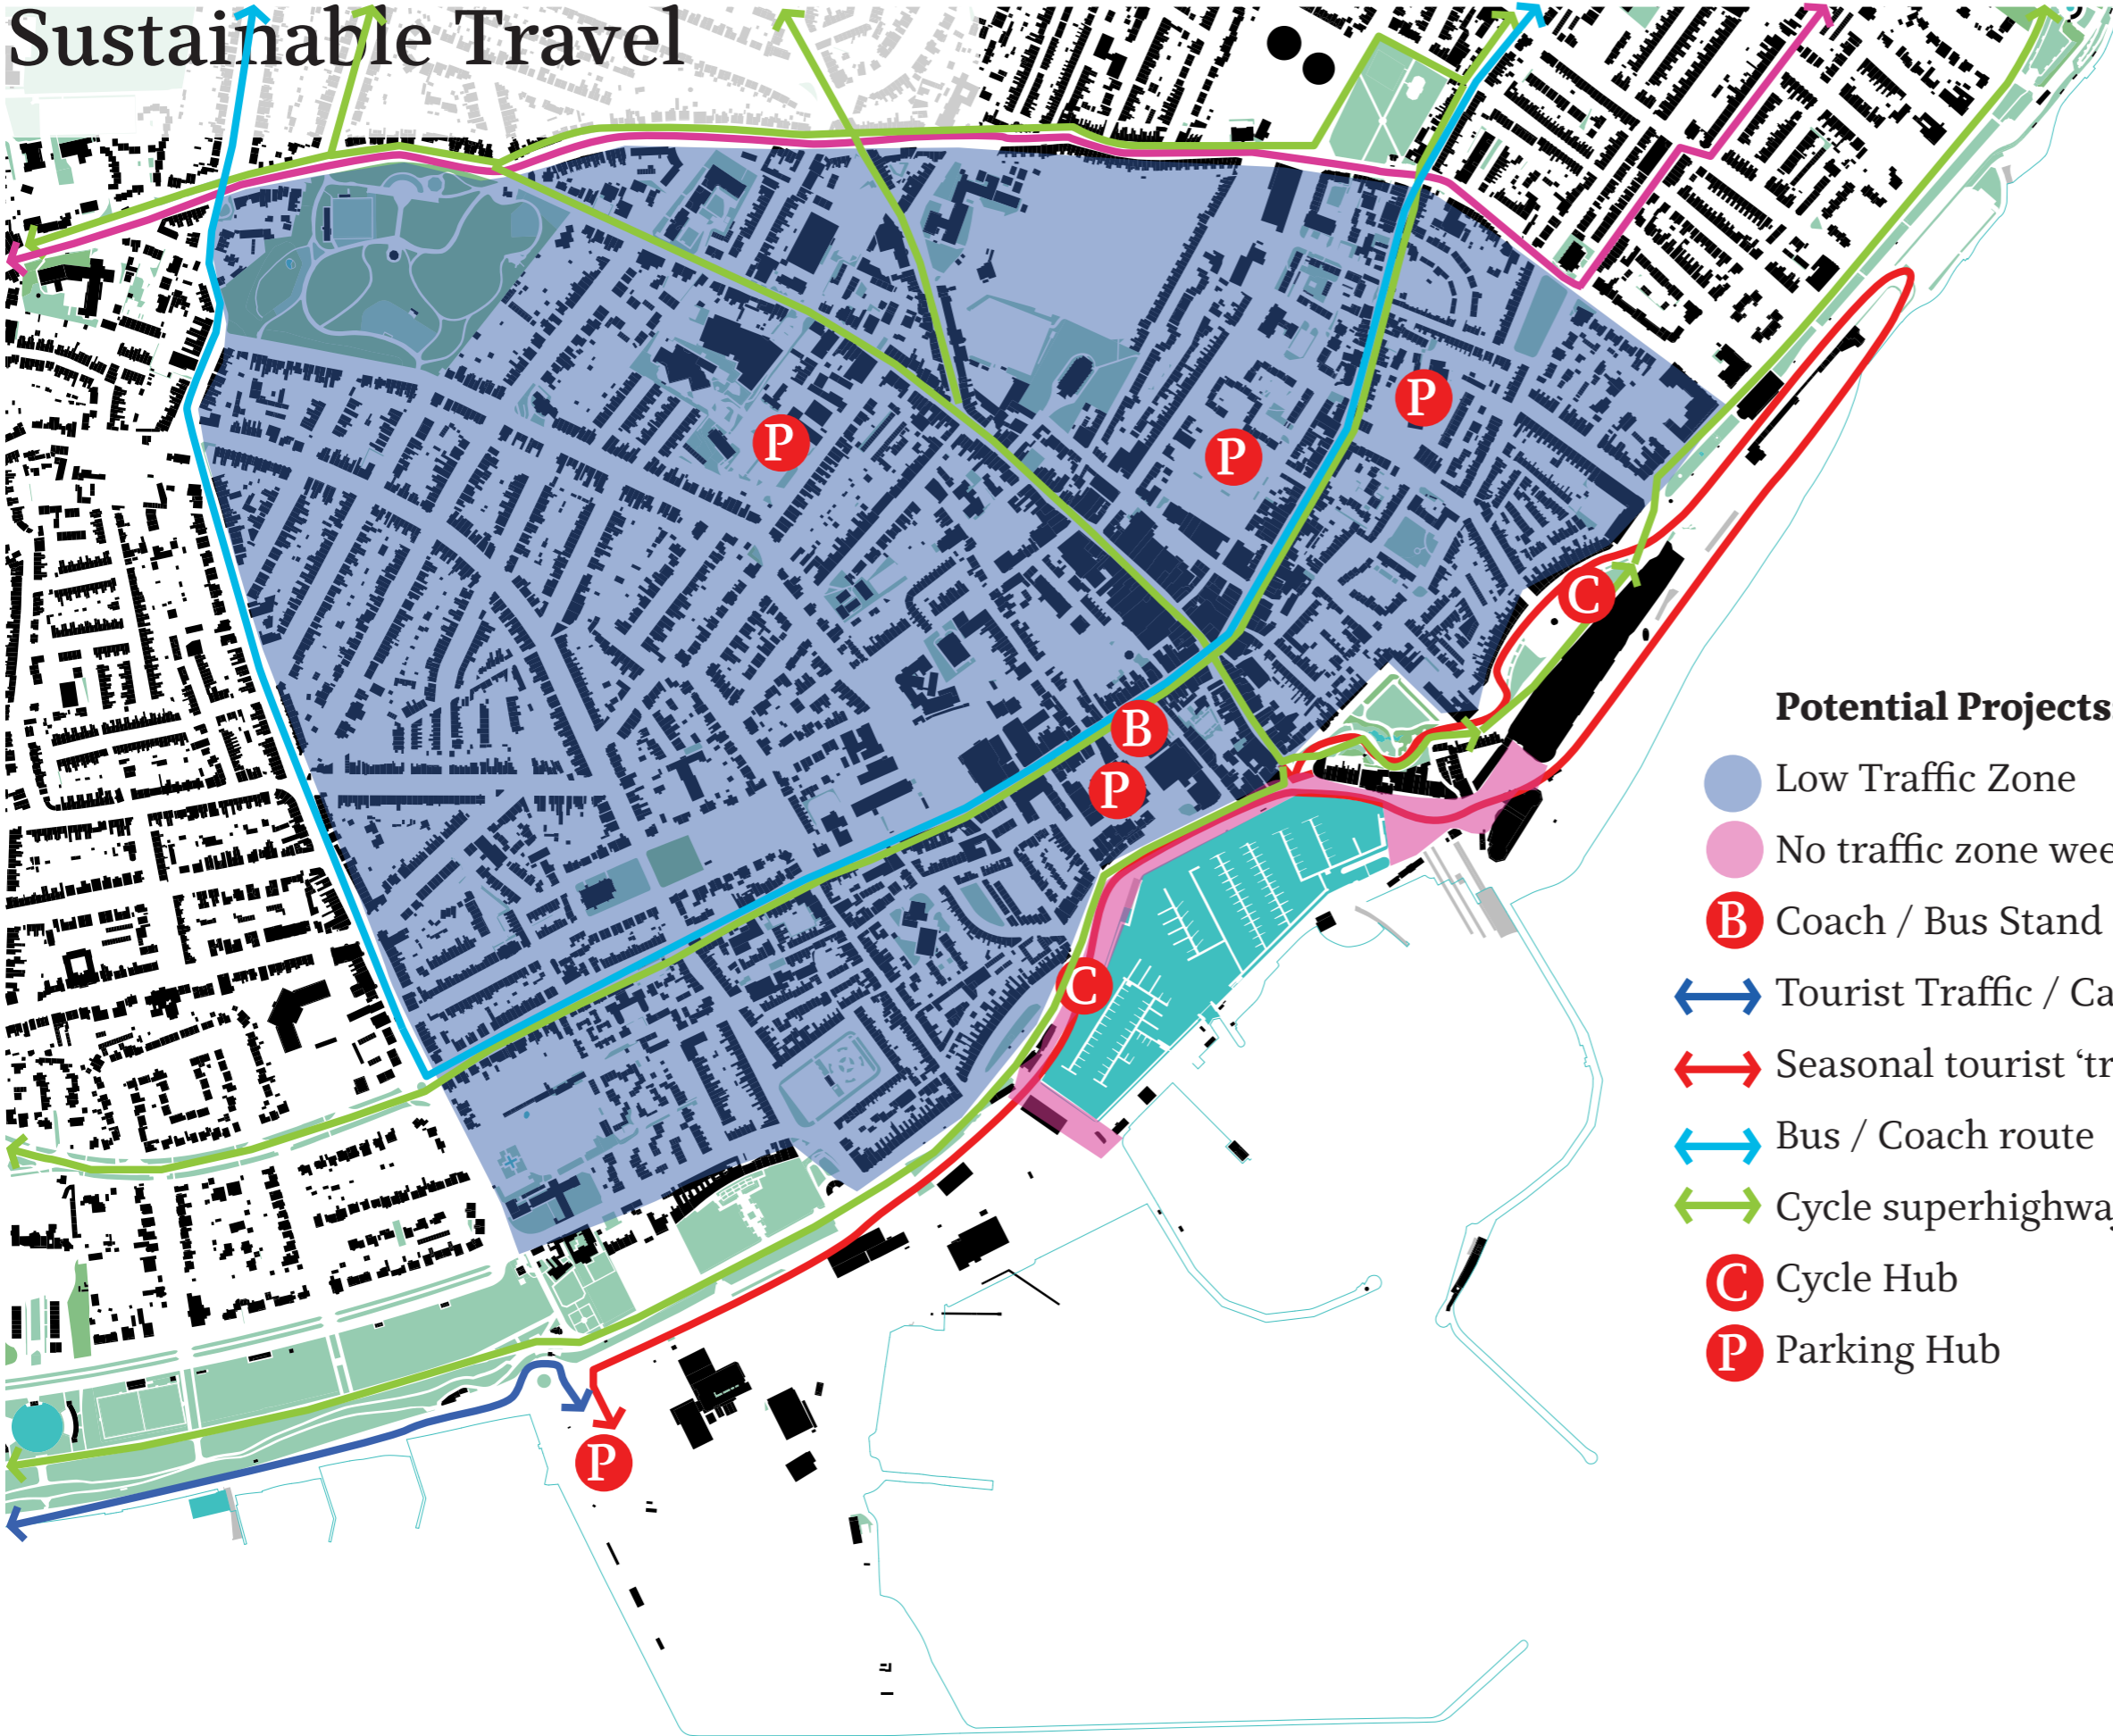 Sustainable Travel
P
P
P
C
B
P
C
P
Potential Projects
Low Traffic Zone
No traffic zone wee
B Coach / Bus Stand
Tourist Traffic / Ca
Seasonal tourist ‘tr
Bus / Coach route
Cycle superhighwa
C Cycle Hub
P Parking Hub